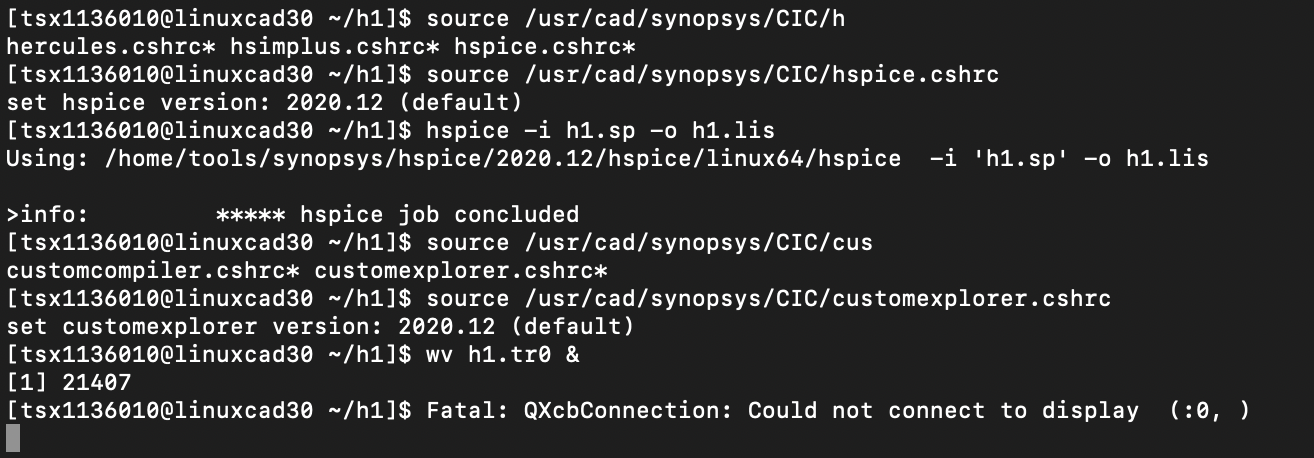 [tsx1136010@linuxcad30 ~/h1]$ source /usr/cad/synopsys/CIC/h
hercules.cshrc* hsimplus.cshrc* hspice.cshrc*
[tsx1136010@linuxcad30 ~/h1]$ source /usr/cad/synopsys/CIC/hspice.cshrc
set hspice version: 2020.12 (default)
[tsx1136010@linuxcad30 ~/h1]$ hspice -i h1.sp -o h1.lis
Using: /home/tools/synopsys/hspice/2020.12/hspice/linux64/hspice  -i 'h1.sp' -o h1.lis
>info:         ***** hspice job concluded
[tsx1136010@linuxcad30 ~/h1]$ source /usr/cad/synopsys/CIC/cus
customcompiler.cshrc* customexplorer.cshrc*
[tsx1136010@linuxcad30 ~/h1]$ source /usr/cad/synopsys/CIC/customexplorer.cshrc
set customexplorer version: 2020.12 (default)
[tsx1136010@linuxcad30 ~/h1]$ wv h1.tr0 &
[1] 21407
[tsx1136010@linuxcad30 ~/h1]$ Fatal: QXcbConnection: Could not connect to display  (:0, )